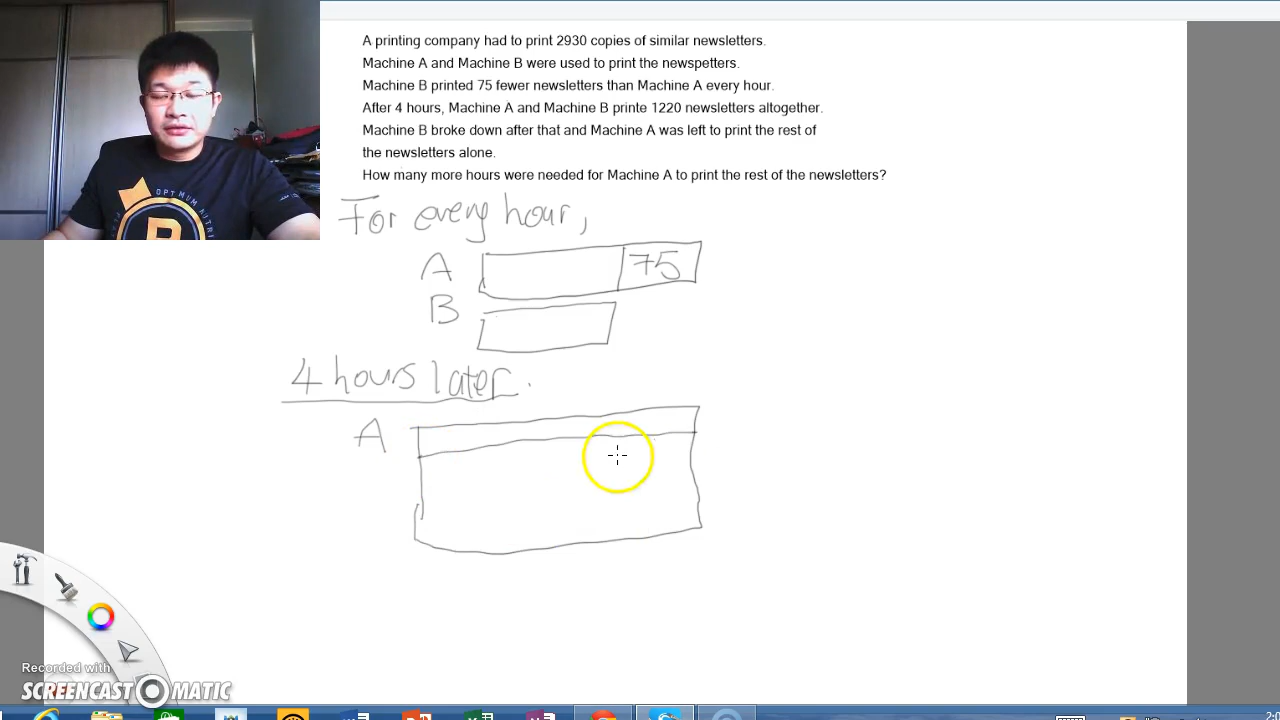 A printing company had to print 2930 copies of similar newsletters.
Machine A and Machine B were used to print the newspetters.
Machine B printed 75 fewer newsletters than Machine A every hour.
After 4 hours, Machine A and Machine B printe 1220 newsletters altogether.
Machine B broke down after that and Machine A was left to print the rest of
the newsletters alone.
How many more hours were needed for Machine A to print the rest of the newsletters?
For every hour,
A 75
B
4 hours later.
A
OPTIMUM NUTRI
Recorded with
SCREENCAST MATIC